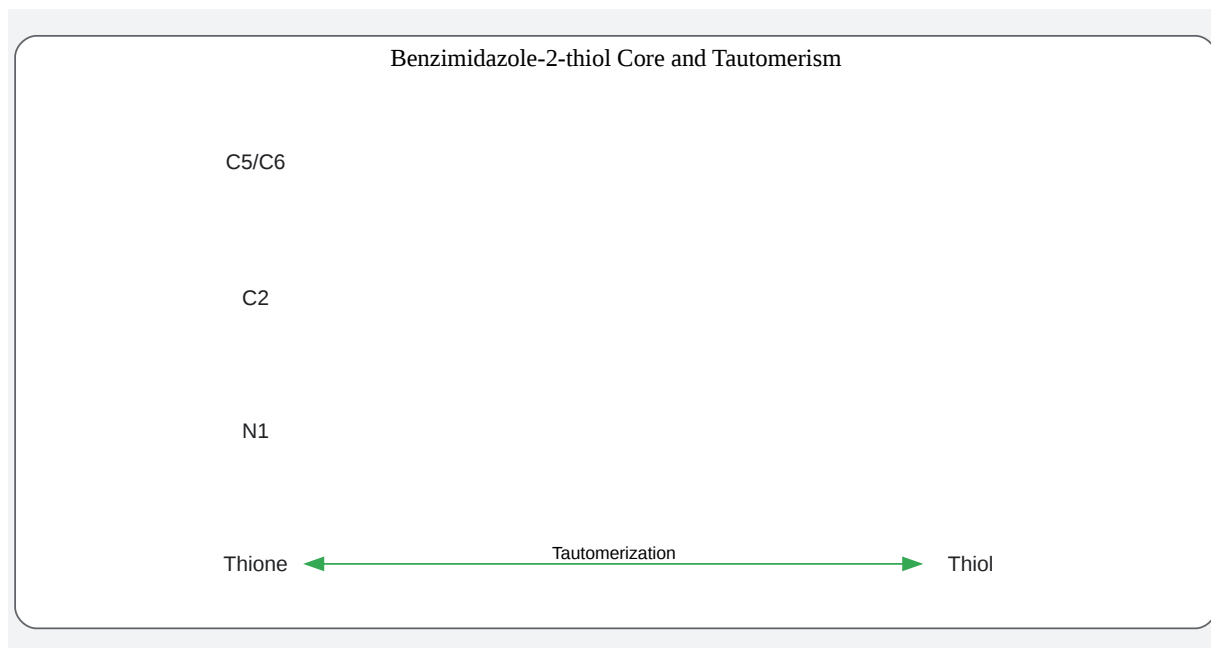 Benzimidazole-2-thiol Core and Tautomerism
C5/C6
C2
N1
Tautomerization
Thione
Thiol